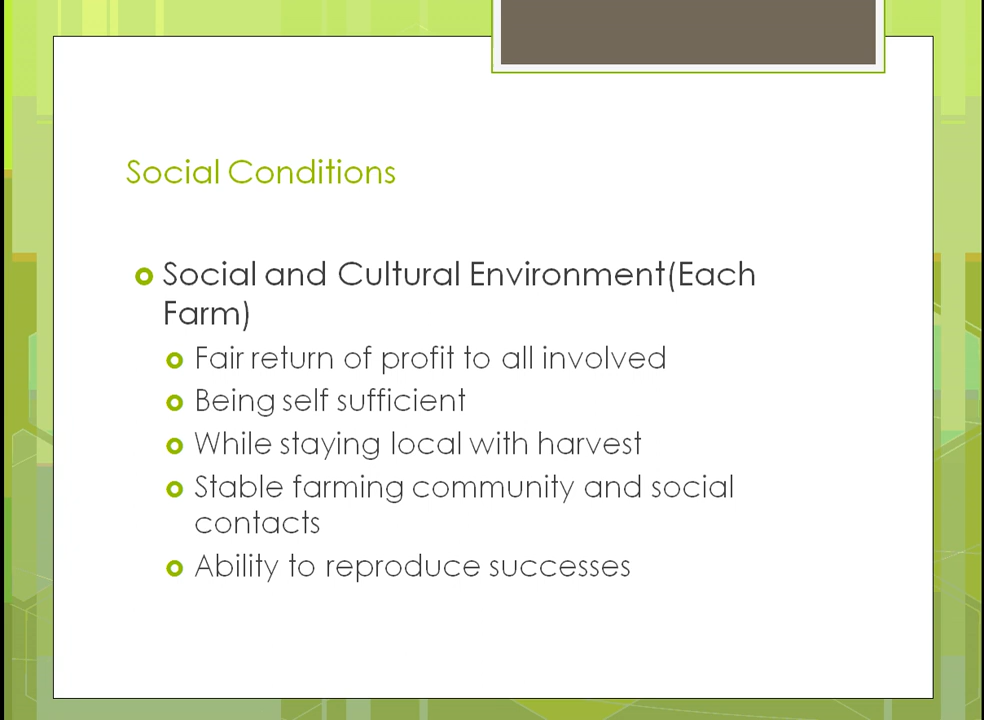 Social Conditions
Social and Cultural Environment(Each
Farm)
Fair return of profit to all involved
Being self sufficient
While staying local with harvest
Stable farming community and social
contacts
Ability to reproduce successes